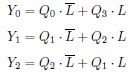 Y₀ = Q₀ · L̅ + Q₃ · L
Y₁ = Q₁ · L̅ + Q₂ · L
Y₂ = Q₂ · L̅ + Q₁ · L